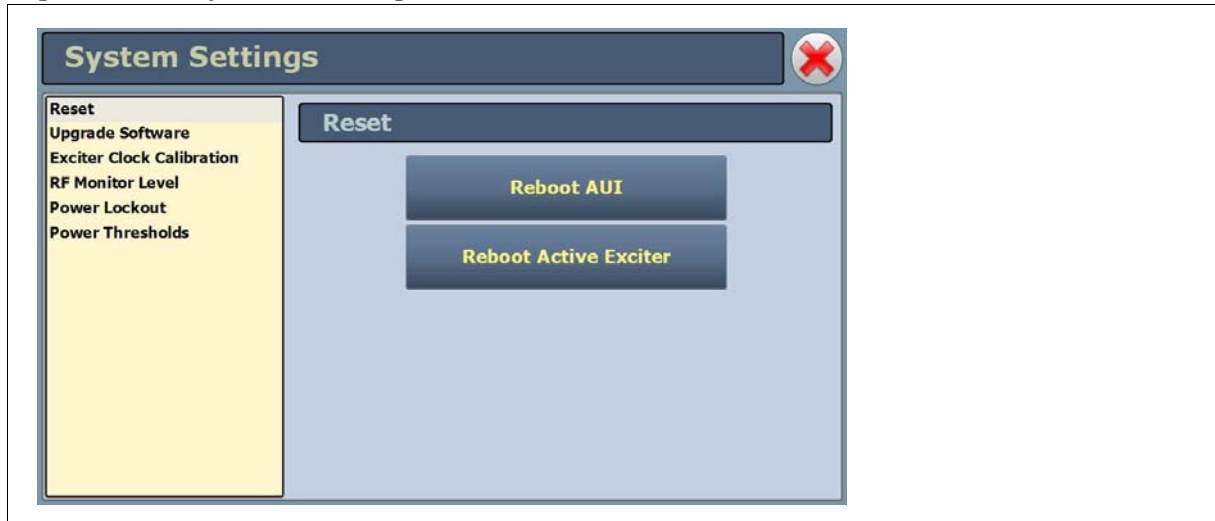 System Settings
Reset
Upgrade Software
Exciter Clock Calibration
RF Monitor Level
Power Lockout
Power Thresholds
Reset
Reboot AUI
Reboot Active Exciter